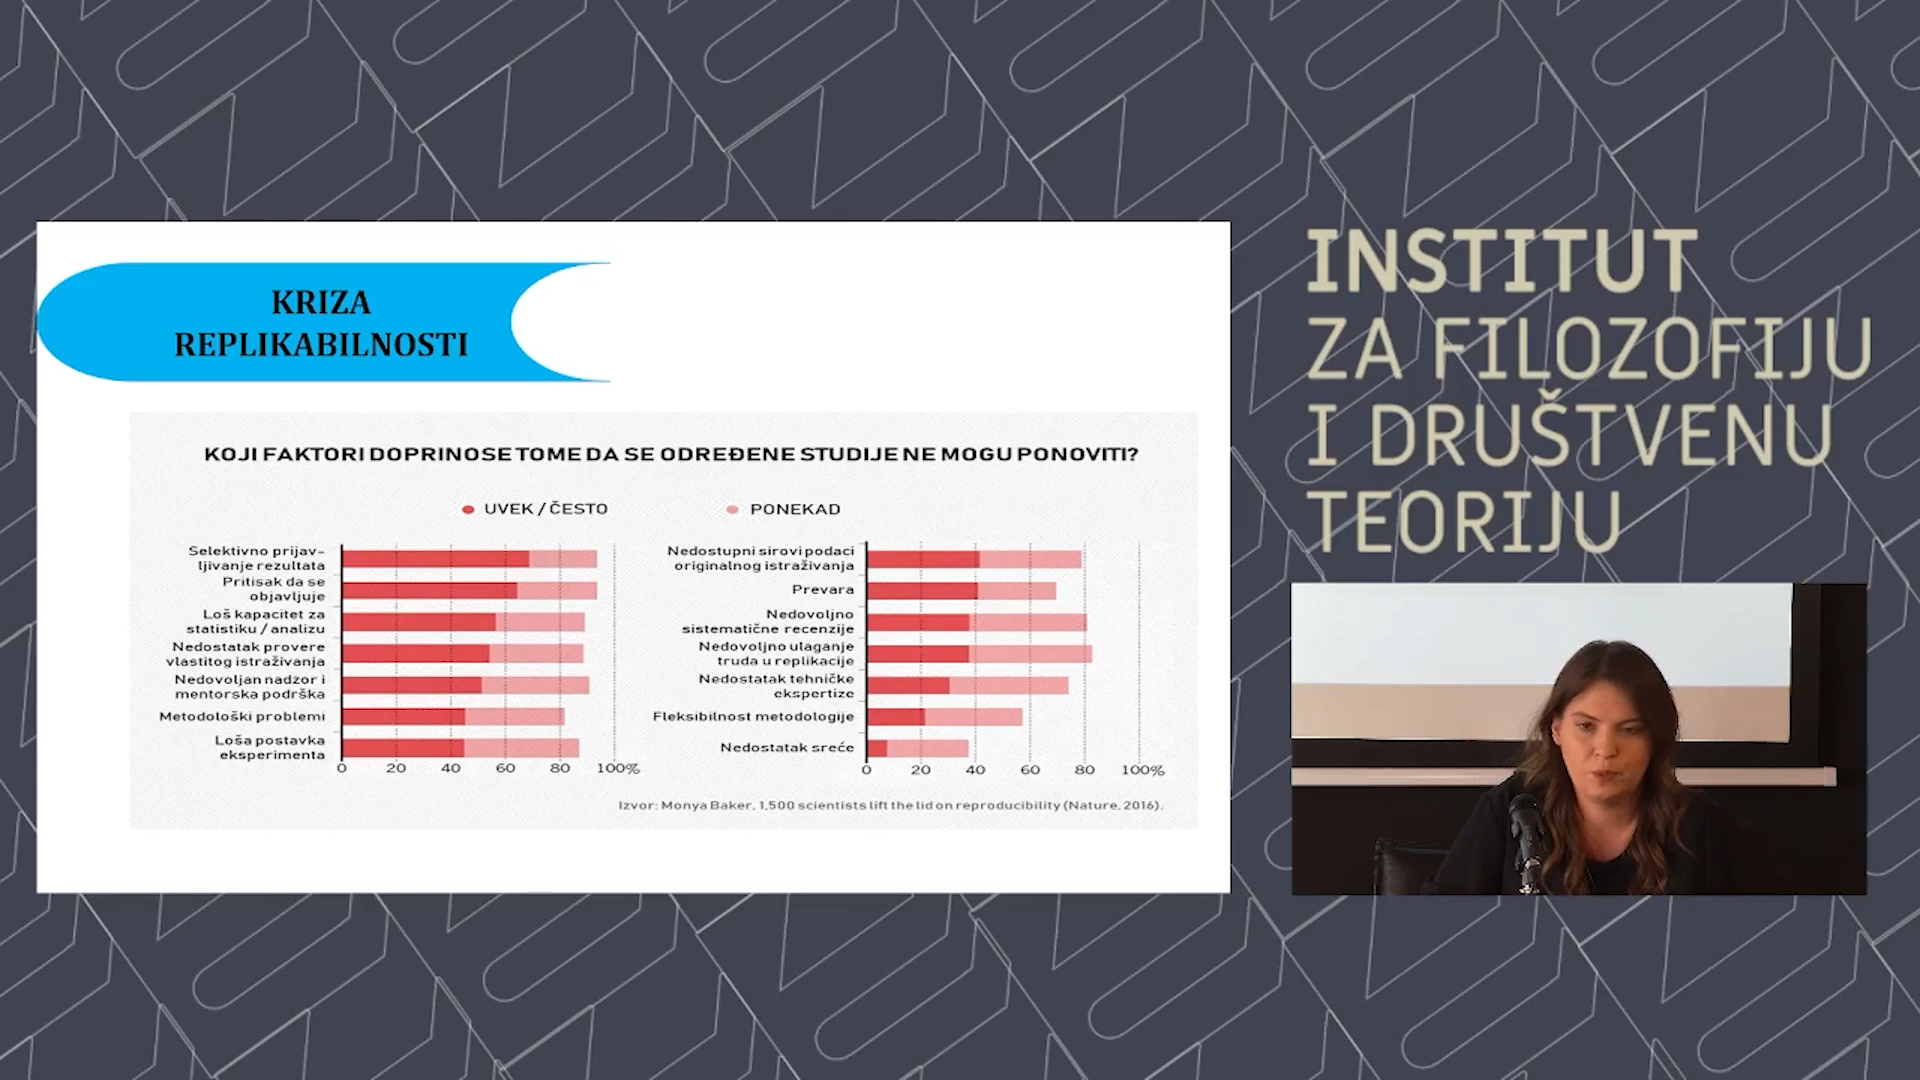 KRIZA
REPLIKABILNOSTI
KOJI FAKTORI DOPRINOSE TOME DA SE ODREĐENE STUDIJE NE MOGU PONOVITI?
UVEK / ČESTO
PONEKAD
Selektivno prijav-
ljivanje rezultata
Pritisak da se
objavljuje
Loš kapacitet za
statistiku / analizu
Nedostatak provere
vlastitog istraživanja
Nedovoljan nadzor i
mentorska podrška
Metodološki problemi
Loša postavka
eksperimenta
0 20 40 60 80 100%
Nedostupni sirovi podaci
originalnog istraživanja
Prevara
Nedovoljno
sistematične recenzije
Nedovoljno ulaganje
truda u replikacije
Nedostatak tehničke
ekspertize
Fleksibilnost metodologije
Nedostatak sreće
0 20 40 60 80 100%
Izvor: Monya Baker, 1,500 scientists lift the lid on reproducibility (Nature, 2016).
INSTITUT
ZA FILOZOFIJU
I DRUŠTVENU
TEORIJU